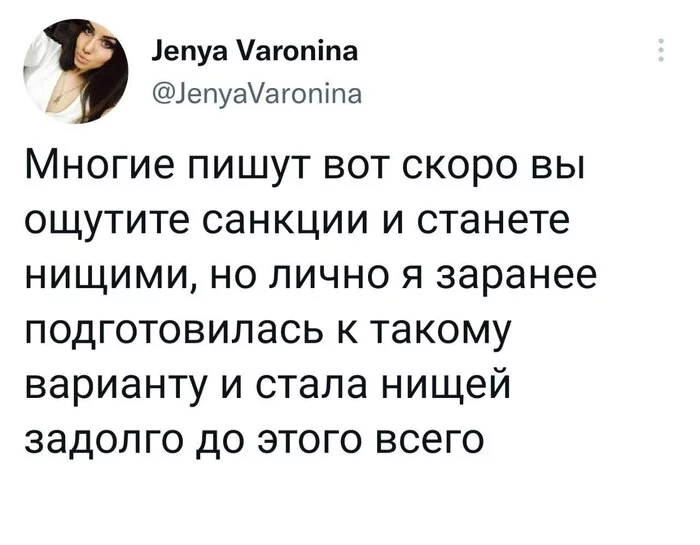 Jenya Varonina
@JenyaVaronina
Многие пишут вот скоро вы
ощутите санкции и станете
нищими, но лично я заранее
подготовилась к такому
варианту и стала нищей
задолго до этого всего